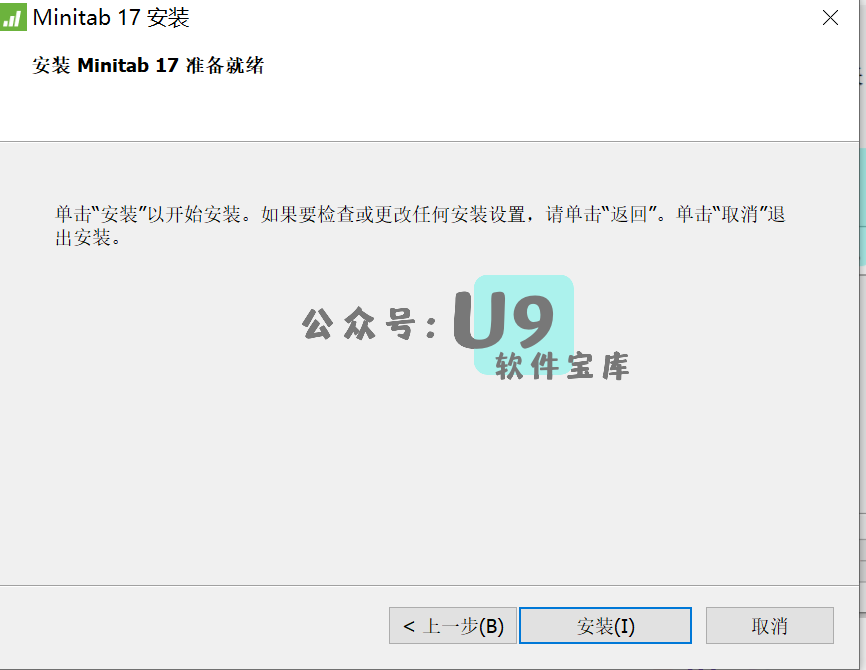 Minitab 17 安装
安装 Minitab 17 准备就绪
单击“安装”以开始安装。如果要检查或更改任何安装设置，请单击“返回”。单击“取消”退
出安装。
公众号：U9
软件宝库
< 上一步(B) 安装(I) 取消